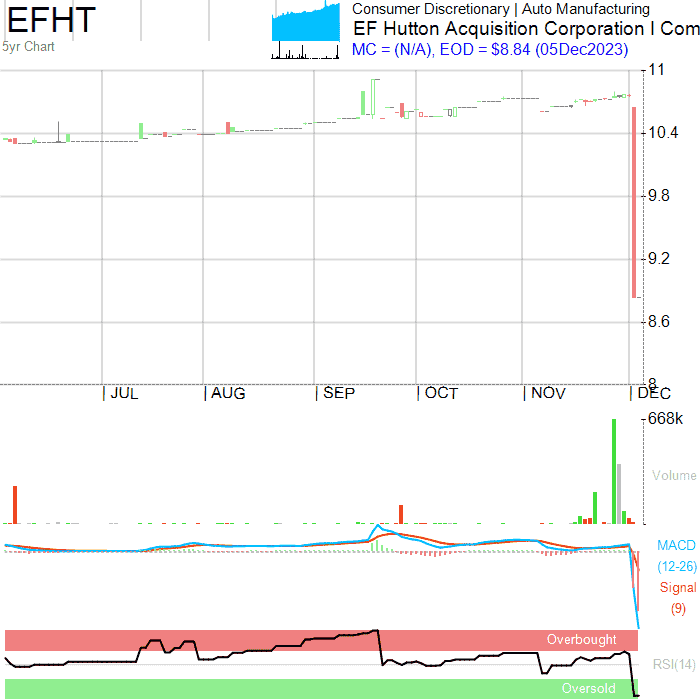 EFHT
5yr Chart
Consumer Discretionary | Auto Manufacturing
EF Hutton Acquisition Corporation I Com
MC = (N/A), EOD = $8.84 (05Dec2023)
11
10.4
9.8
9.2
8.6
8
JUL
AUG
SEP
OCT
NOV
DEC
668k
Volume
MACD
(12-26)
Signal
(9)
Overbought
RSI(14)
Oversold